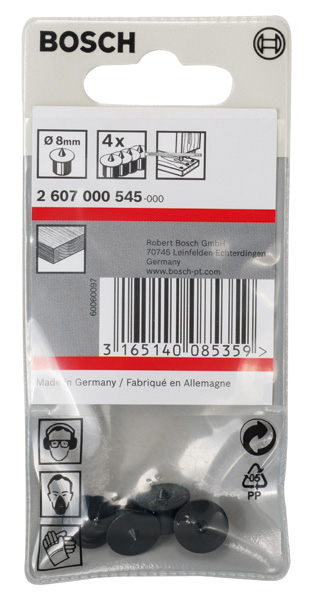 BOSCH
Ø 8mm
4x
2 607 000 545-000
Robert Bosch GmbH
70745 Leinfelden-Echterdingen
Germany
www.bosch-pt.com
60060097
3 165140 085359 >
Made in Germany / Fabriqué en Allemagne
05
PP